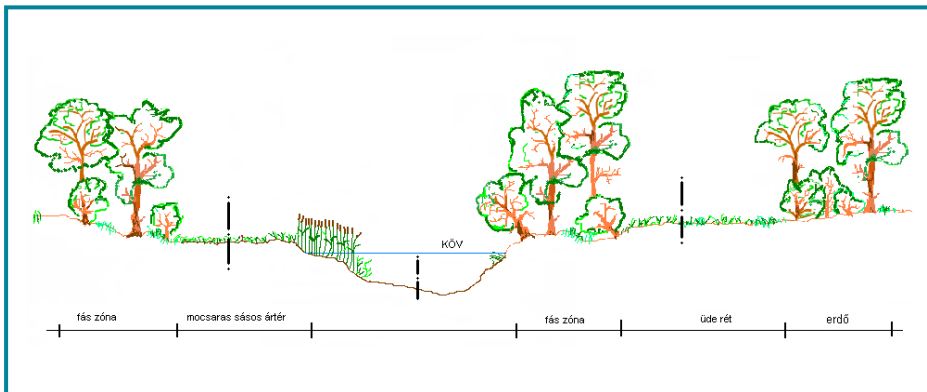 KÖV
fás zóna
mocsaras sásos ártér
fás zóna
üde rét
erdő